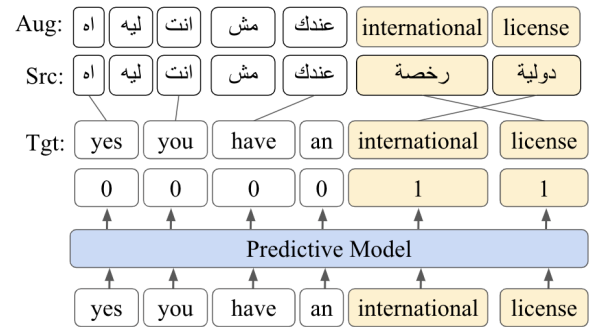 Aug: اه ليه انت مش عندك international license
Src: اه ليه انت مش عندك رخصة دولية
Tgt: yes you have an international license
0 0 0 0 1 1
Predictive Model
yes you have an international license